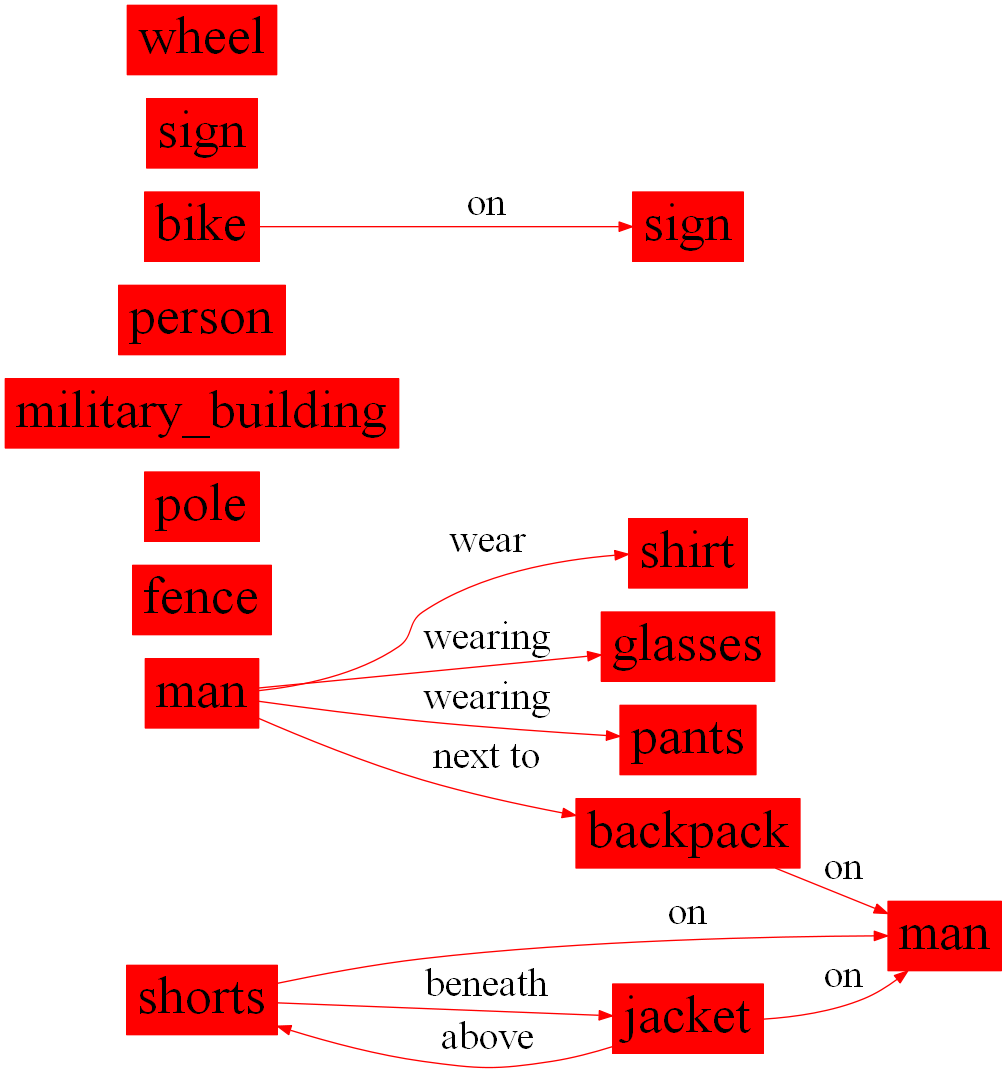 wheel
sign
bike
on
sign
person
military_building
pole
fence
man
wear
shirt
wearing
glasses
wearing
pants
next to
backpack
on
man
shorts
on
beneath
jacket
on
above